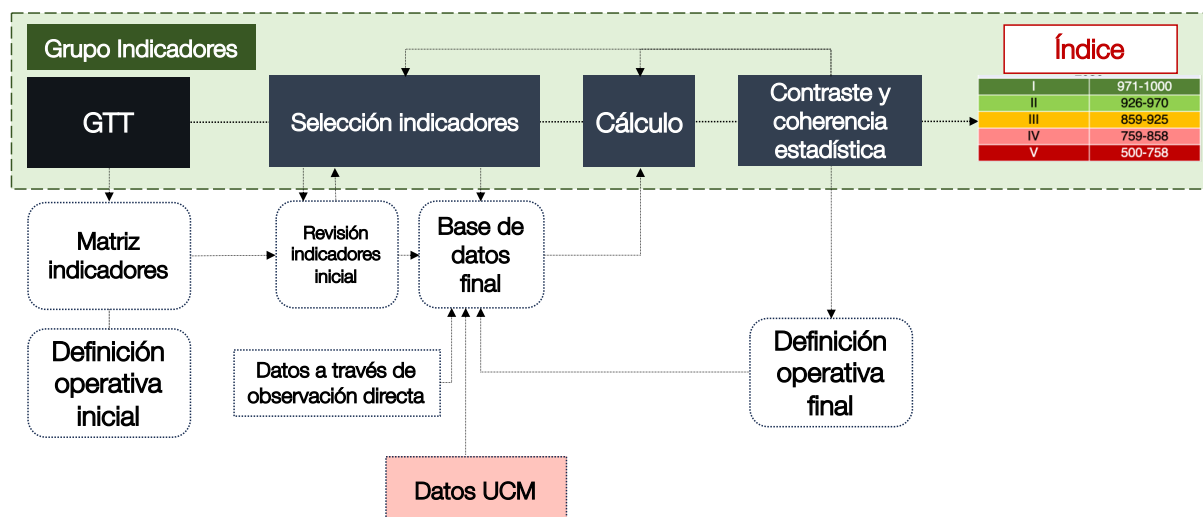 Grupo Indicadores
Índice
GTT
Selección indicadores
Cálculo
Contraste y
coherencia
estadística
I 971-1000
II 926-970
III 859-925
IV 759-858
V 500-758
Matriz
indicadores
Revisión
indicadores
inicial
Base de
datos
final
Definición
operativa
inicial
Datos a través de
observación directa
Definición
operativa
final
Datos UCM